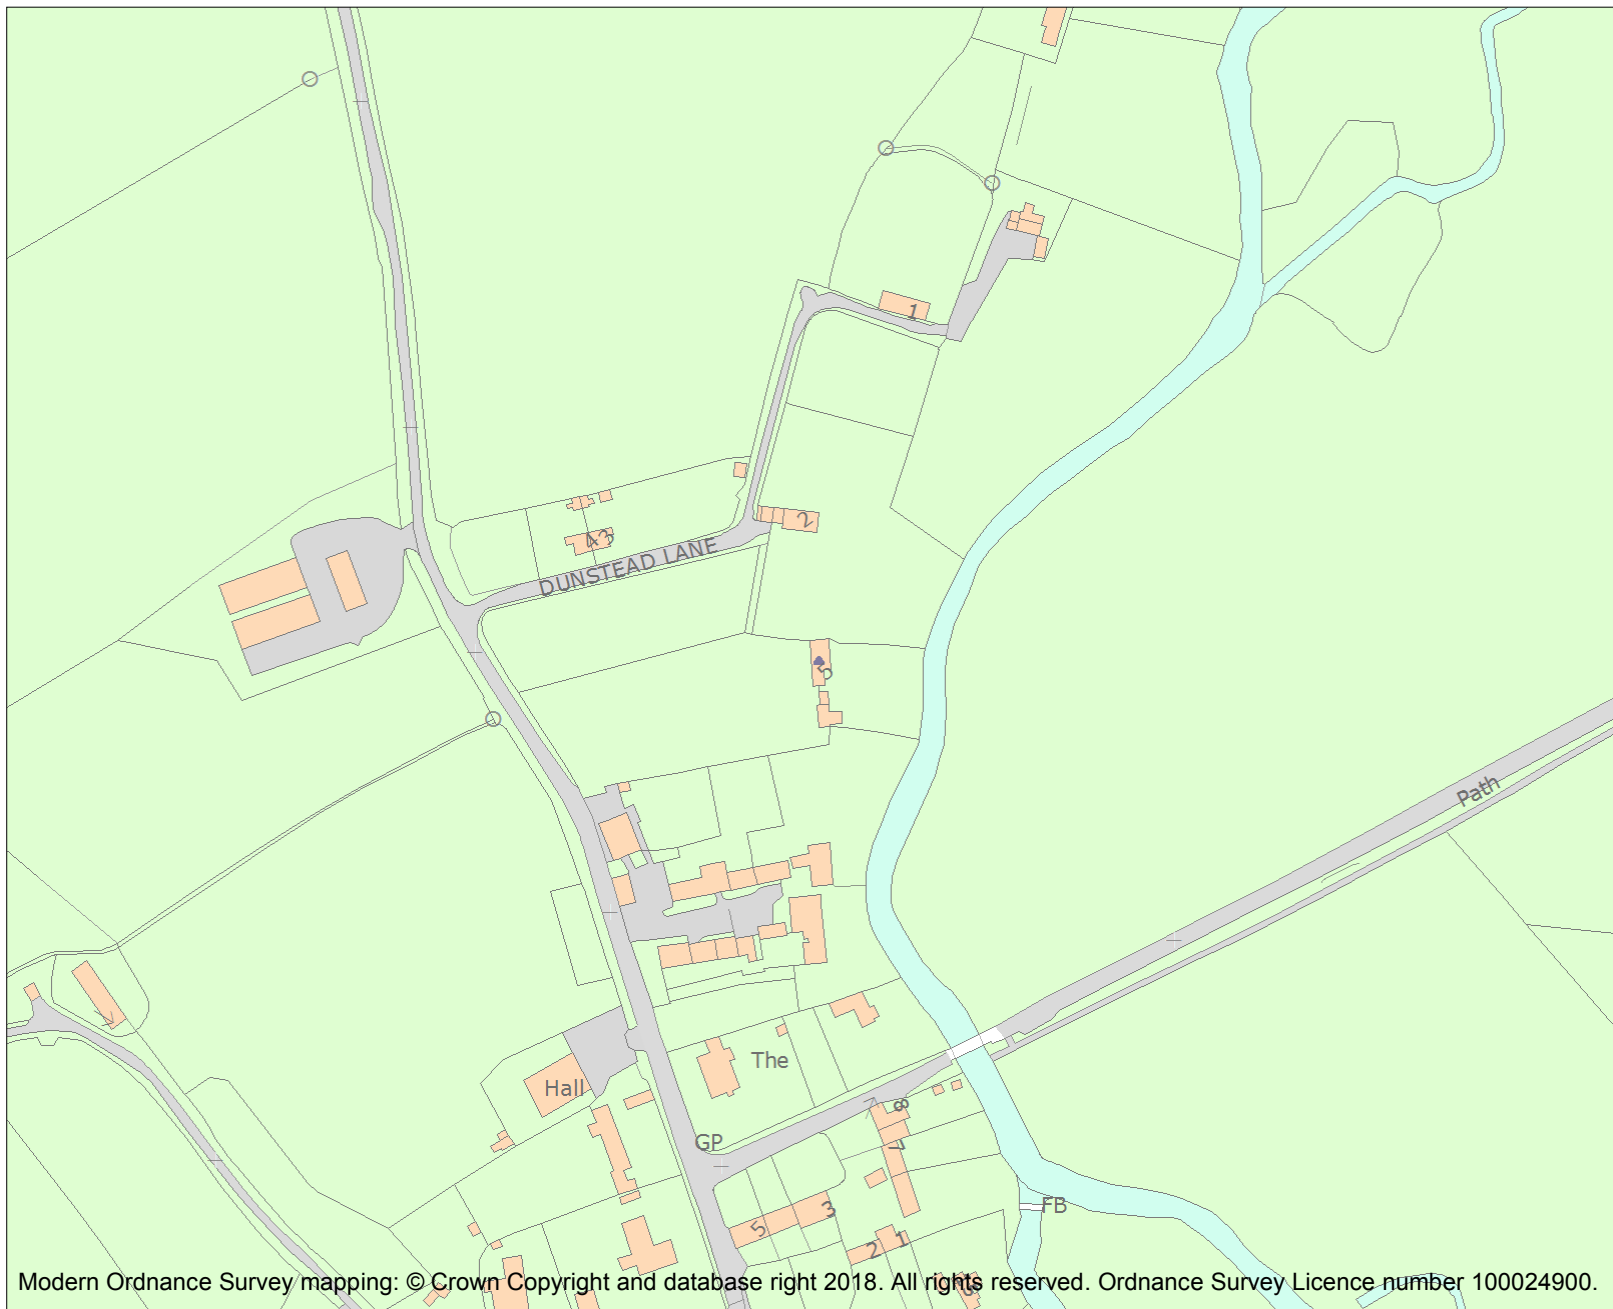 1
2
43
DUNSTEAD LANE
5
Path
The
Hall
8
GP
7
3
FB
5
1
2
Modern Ordnance Survey mapping: © Crown Copyright and database right 2018. All rights reserved. Ordnance Survey Licence number 100024900.